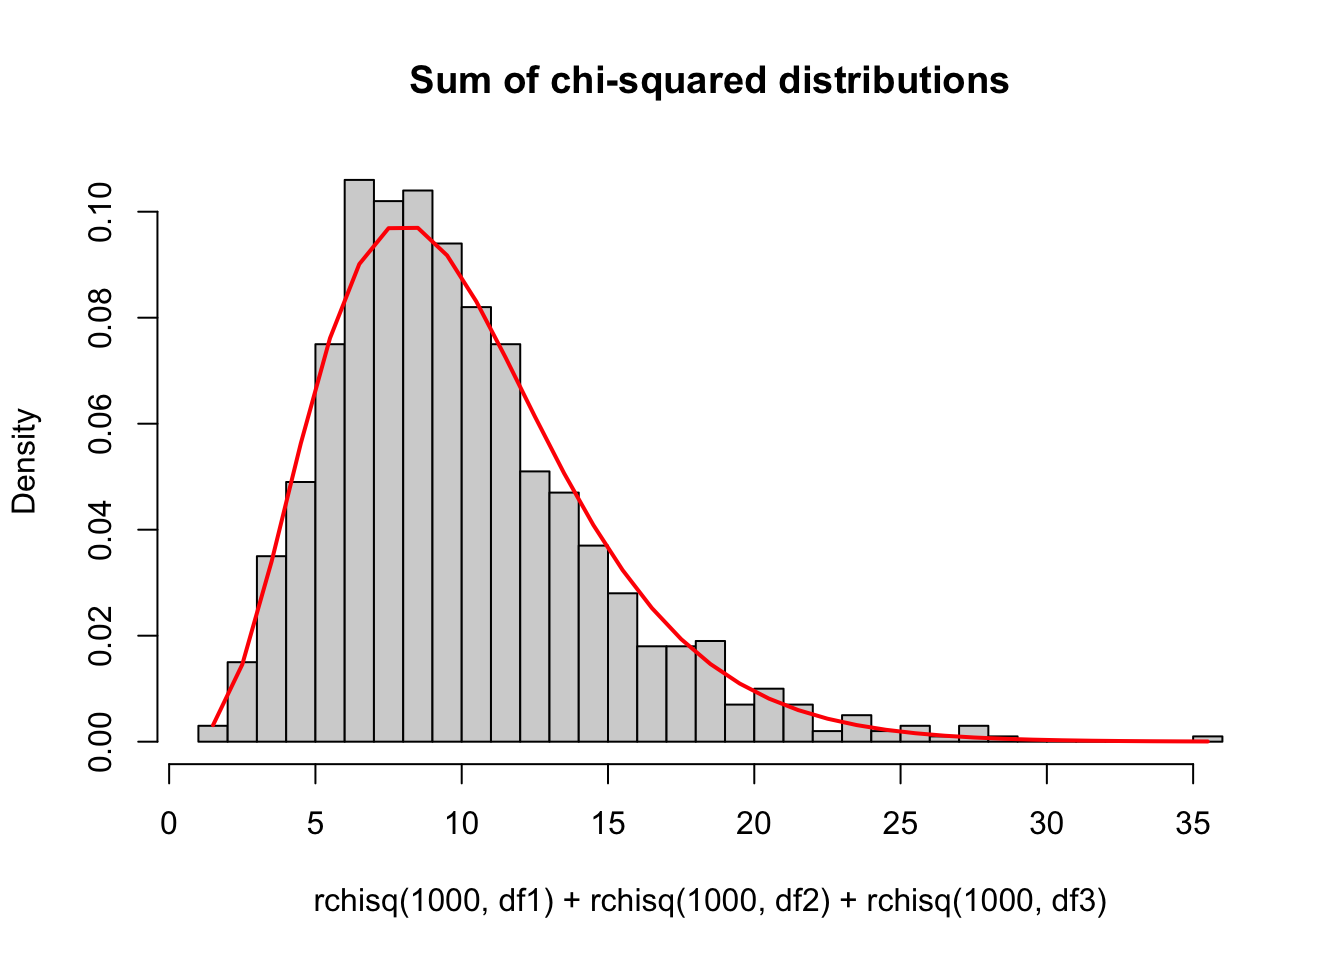 Sum of chi-squared distributions
Density
0.10
0.08
0.06
0.04
0.02
0.00
0 5 10 15 20 25 30 35
rchisq(1000, df1) + rchisq(1000, df2) + rchisq(1000, df3)